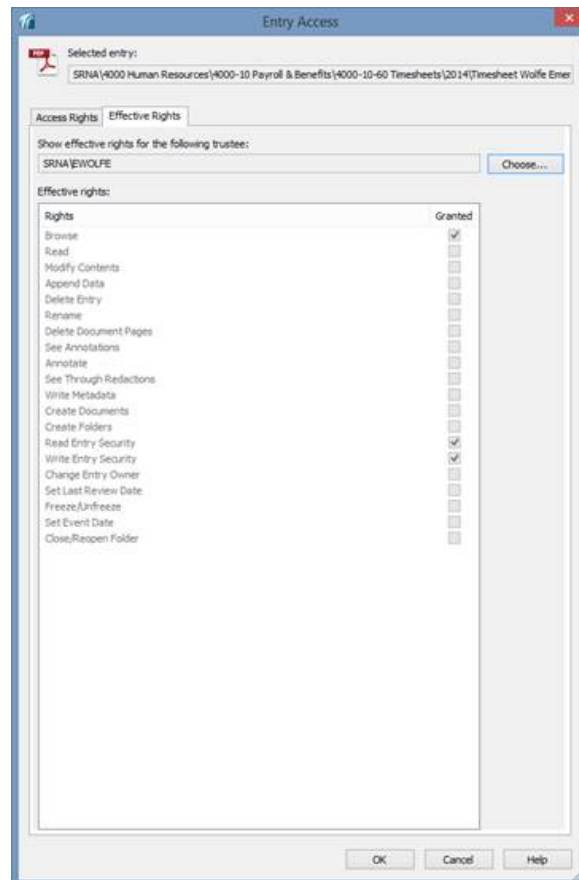 Entry Access
PDF
Selected entry:
SRNA\4000 Human Resources\4000-10 Payroll & Benefits\4000-10-60 Timesheets\2014\Timesheet Wolfe Emer
Access Rights Effective Rights
Show effective rights for the following trustee:
SRNA\EWOLFE Choose...
Effective rights:
Rights Granted
Browse
Read
Modify Contents
Append Data
Delete Entry
Rename
Delete Document Pages
See Annotations
Annotate
See Through Redactions
Write Metadata
Create Documents
Create Folders
Read Entry Security
Write Entry Security
Change Entry Owner
Set Last Review Date
Freeze/Unfreeze
Set Event Date
Close/Reopen Folder
OK Cancel Help